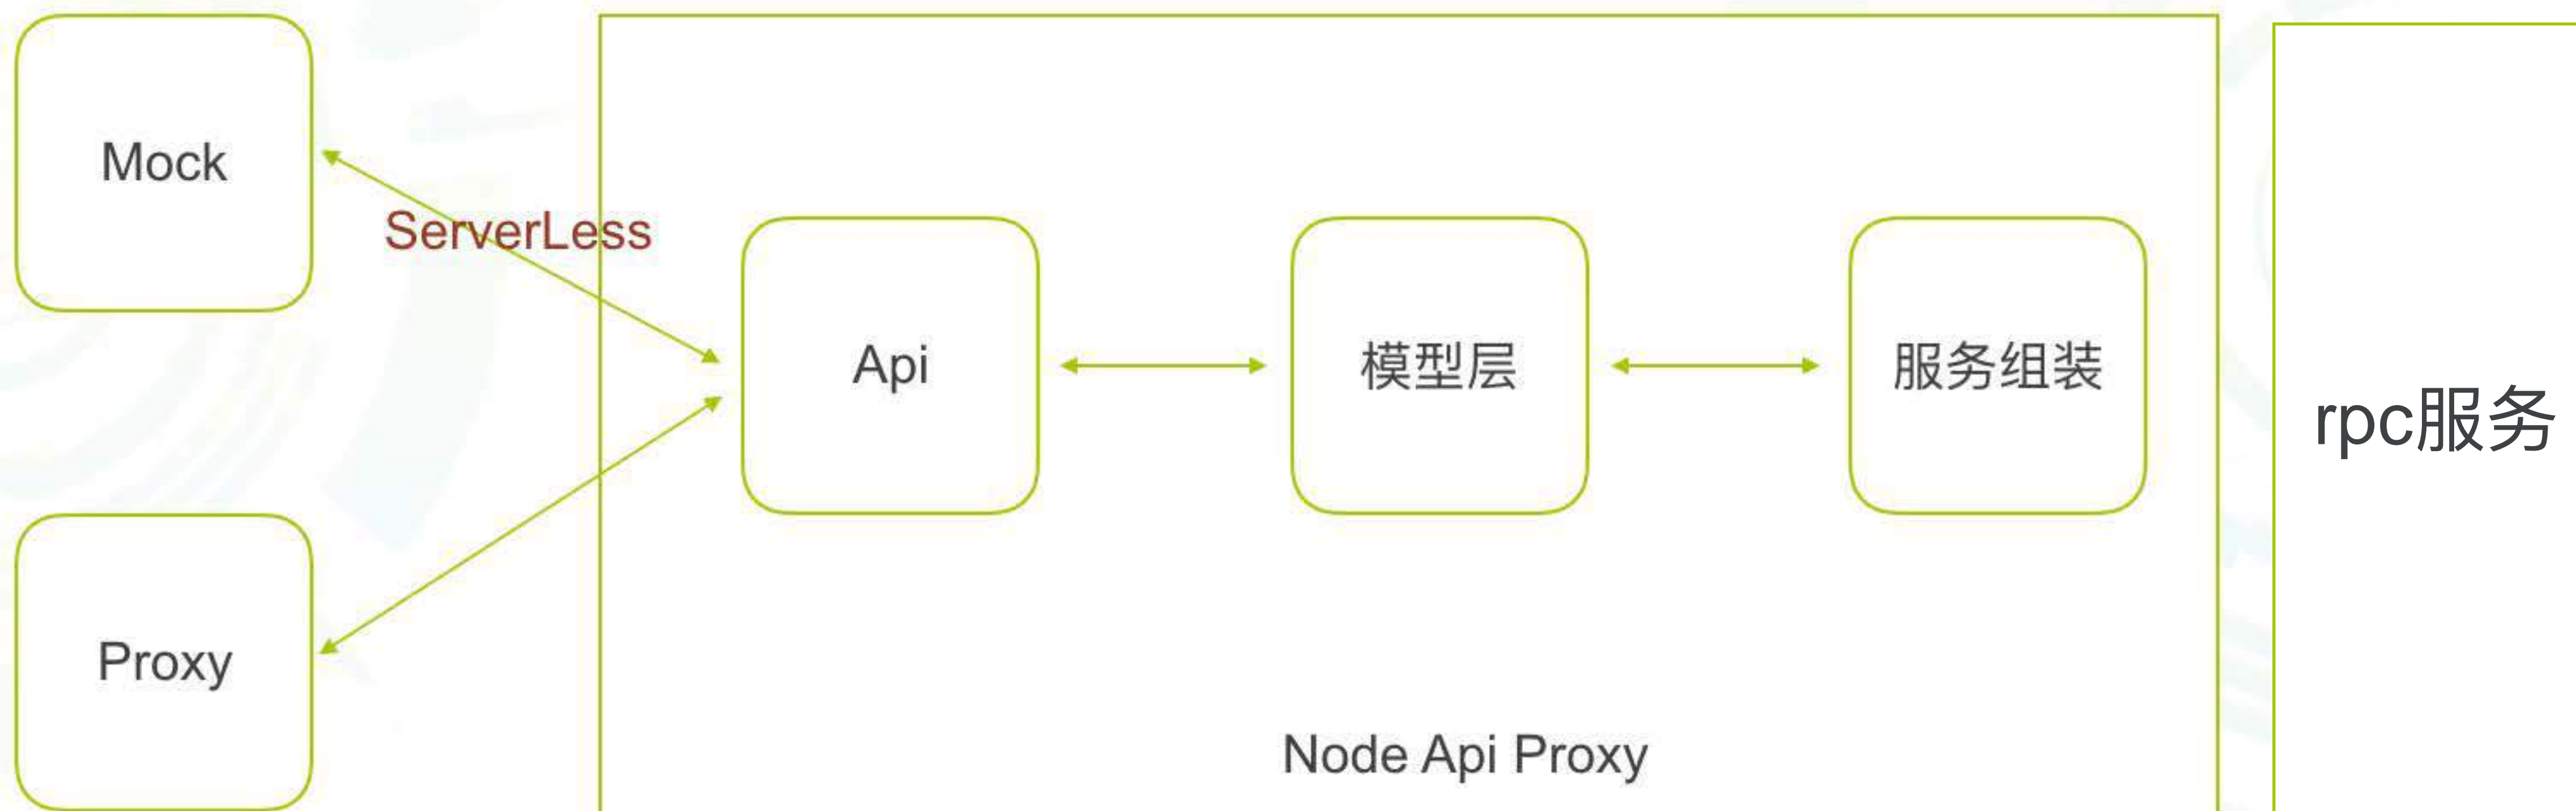 Mock
ServerLess
Api
模型层
服务组装
rpc服务
Proxy
Node Api Proxy